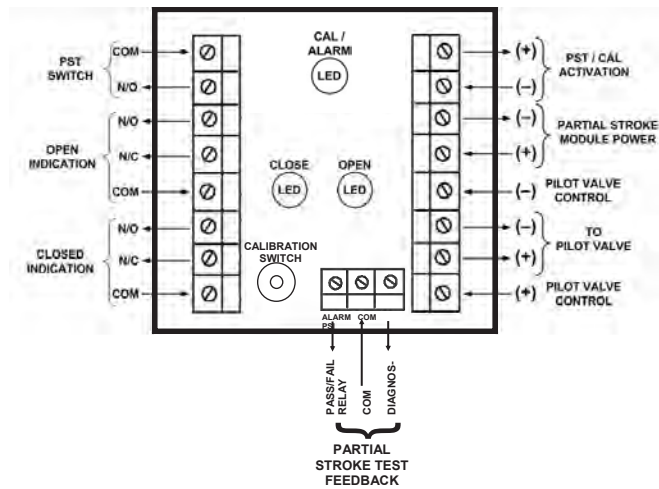 COM
N/O
PST
SWITCH
N/O
N/C
COM
OPEN
INDICATION
N/O
N/C
COM
CLOSED
INDICATION
CAL /
ALARM
LED
CLOSE
LED
OPEN
LED
CALIBRATION
SWITCH
(+)
(−)
PST / CAL
ACTIVATION
(−)
(+)
PARTIAL STROKE
MODULE POWER
(−) PILOT VALVE
CONTROL
(−)
(+)
TO
PILOT VALVE
(+) PILOT VALVE
CONTROL
ALARM COM
PASS/FAIL
RELAY
COM
DIAGNOS-
PARTIAL
STROKE TEST
FEEDBACK